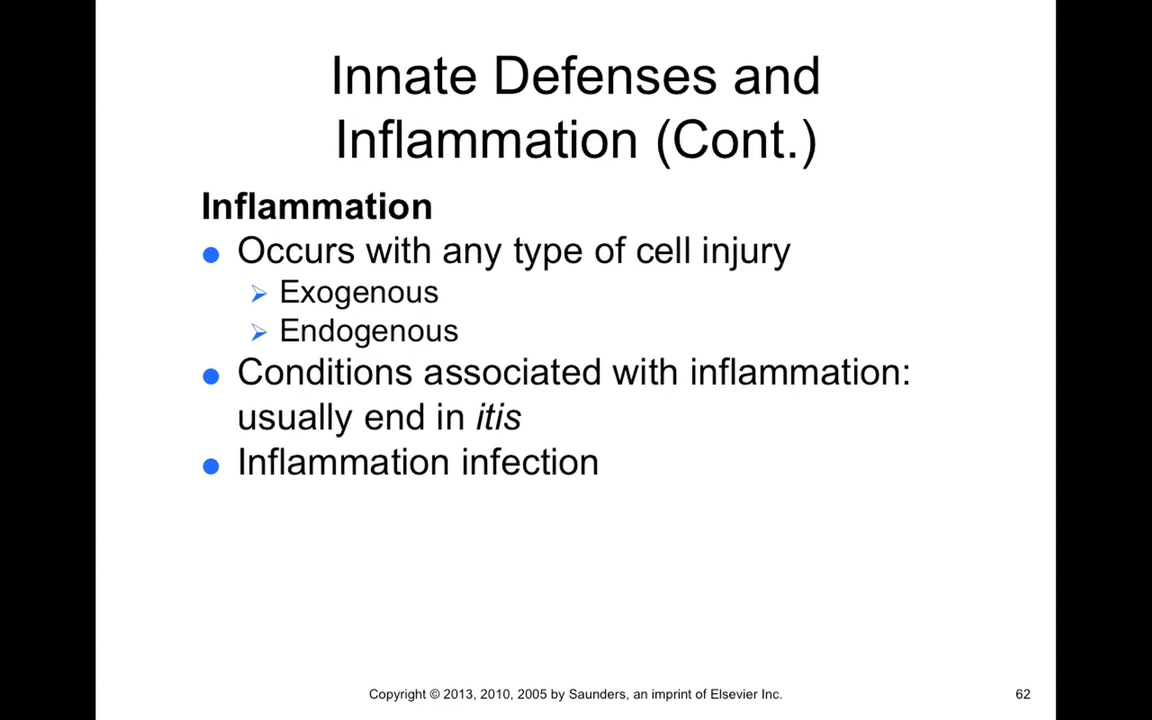 Innate Defenses and
Inflammation (Cont.)
Inflammation
Occurs with any type of cell injury
Exogenous
Endogenous
Conditions associated with inflammation:
usually end in itis
Inflammation infection
Copyright © 2013, 2010, 2005 by Saunders, an imprint of Elsevier Inc.
62